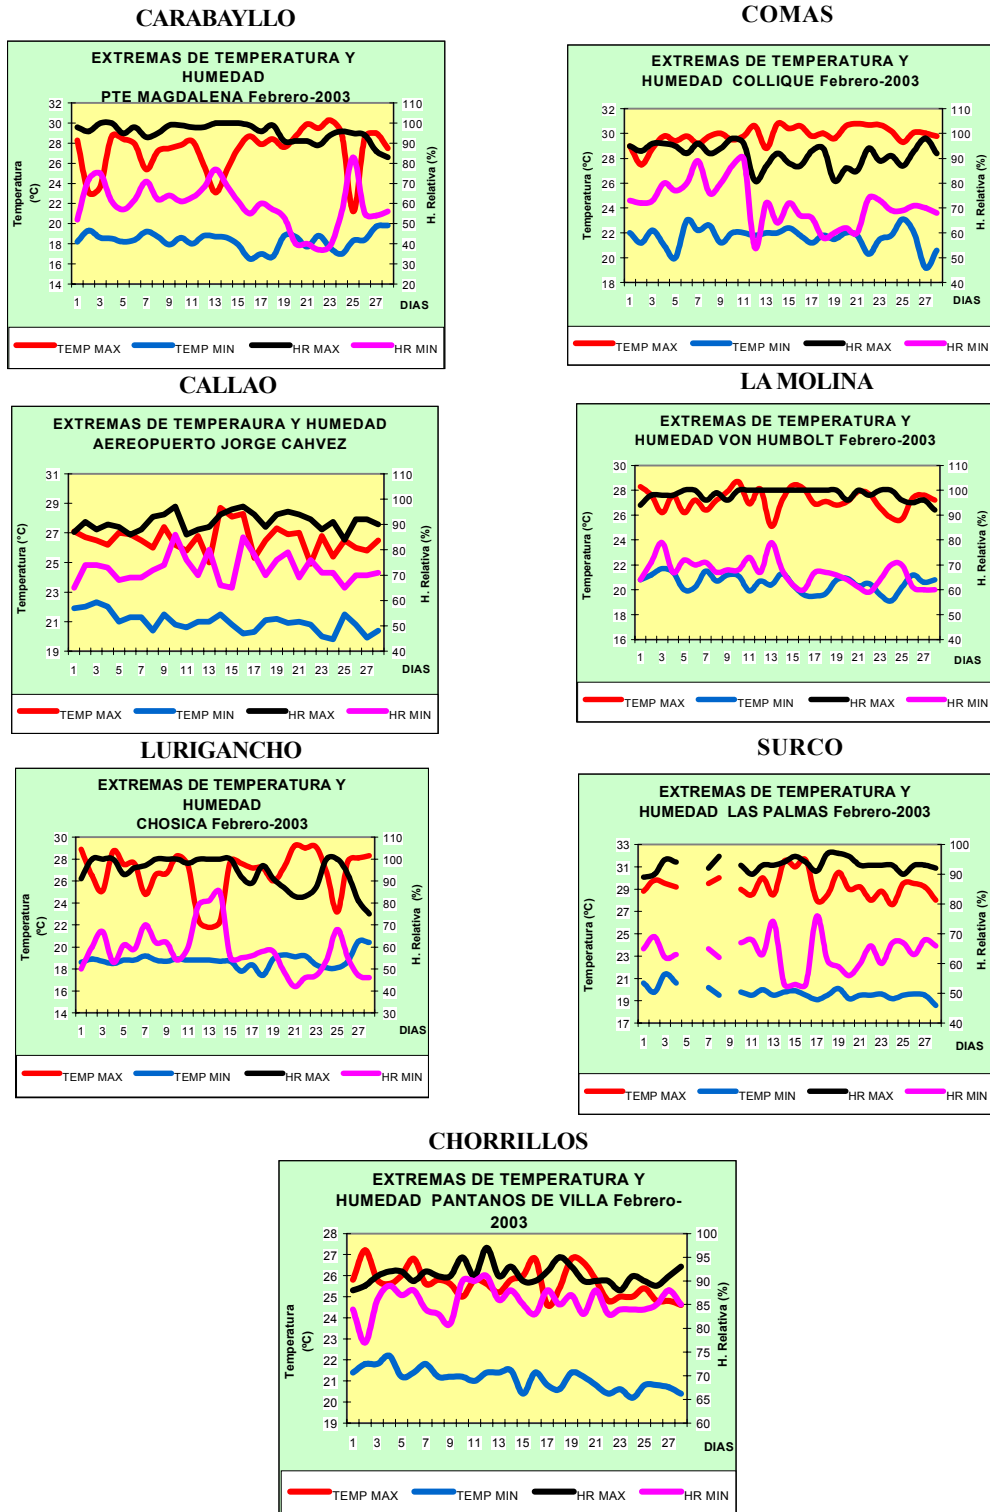 CARABAYLLO
EXTREMAS DE TEMPERATURA Y
HUMEDAD
PTE MAGDALENA Febrero-2003
32
30
28
26
24
22
20
18
16
14
110
100
90
80
70
60
50
40
30
20
Temperatura
(ºC)
H. Relativa (%)
1 3 5 7 9 11 13 15 17 19 21 23 25 27 DIAS
TEMP MAX TEMP MIN HR MAX HR MIN
COMAS
EXTREMAS DE TEMPERATURA Y
HUMEDAD COLLIQUE Febrero-2003
32
30
28
26
24
22
20
18
110
100
90
80
70
60
50
40
Temperatura (ºC)
H. Relativa (%)
1 3 5 7 9 11 13 15 17 19 21 23 25 27 DIAS
TEMP MAX TEMP MIN HR MAX HR MIN
CALLAO
EXTREMAS DE TEMPERAURA Y HUMEDAD
AEREOPUERTO JORGE CAHVEZ
31
29
27
25
23
21
19
110
100
90
80
70
60
50
40
Temperatura (°C)
H. Relativa (%)
1 3 5 7 9 11 13 15 17 19 21 23 25 27 DIAS
TEMP MAX TEMP MIN HR MAX HR MIN
LA MOLINA
EXTREMAS DE TEMPERATURA Y
HUMEDAD VON HUMBOLT Febrero-2003
30
28
26
24
22
20
18
16
110
100
90
80
70
60
50
40
Temperatura (ºC)
H. Relativa (%)
1 3 5 7 9 11 13 15 17 19 21 23 25 27
DIAS
TEMP MAX TEMP MIN HR MAX HR MIN
LURIGANCHO
EXTREMAS DE TEMPERATURA Y
HUMEDAD
CHOSICA Febrero-2003
30
28
26
24
22
20
18
16
14
110
100
90
80
70
60
50
40
30
Temperatura
(ºC)
H. Relativa (%)
1 3 5 7 9 11 13 15 17 19 21 23 25 27 DIAS
TEMP MAX TEMP MIN HR MAX HR MIN
SURCO
EXTREMAS DE TEMPERATURA Y
HUMEDAD LAS PALMAS Febrero-2003
33
31
29
27
25
23
21
19
17
100
90
80
70
60
50
40
Temperatura (ºC)
H. Relativa (%)
1 3 5 7 9 11 13 15 17 19 21 23 25 27
DIAS
TEMP MAX TEMP MIN HR MAX HR MIN
CHORRILLOS
EXTREMAS DE TEMPERATURA Y
HUMEDAD PANTANOS DE VILLA Febrero-
2003
28
27
26
25
24
23
22
21
20
19
100
95
90
85
80
75
70
65
60
Temperatura
(ºC)
H. Relativa (%)
1 3 5 7 9 11 13 15 17 19 21 23 25 27 DIAS
TEMP MAX TEMP MIN HR MAX HR MIN